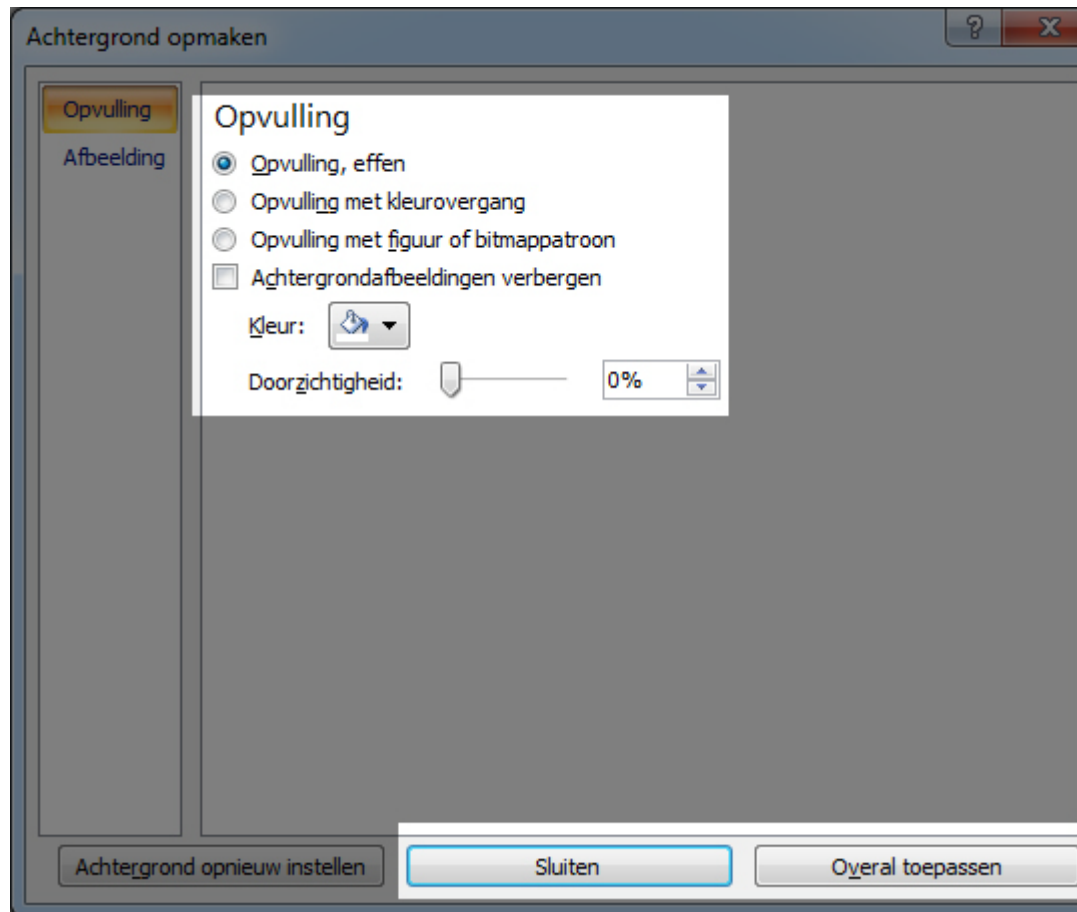 Achtergrond opmaken
Opvulling
Afbeelding
Opvulling
Opvulling, effen
Opvulling met kleurovergang
Opvulling met figuur of bitmappatroon
Achtergrondafbeeldingen verbergen
Kleur:
Doorzichtigheid: 0%
Achtergrond opnieuw instellen Sluiten Overal toepassen